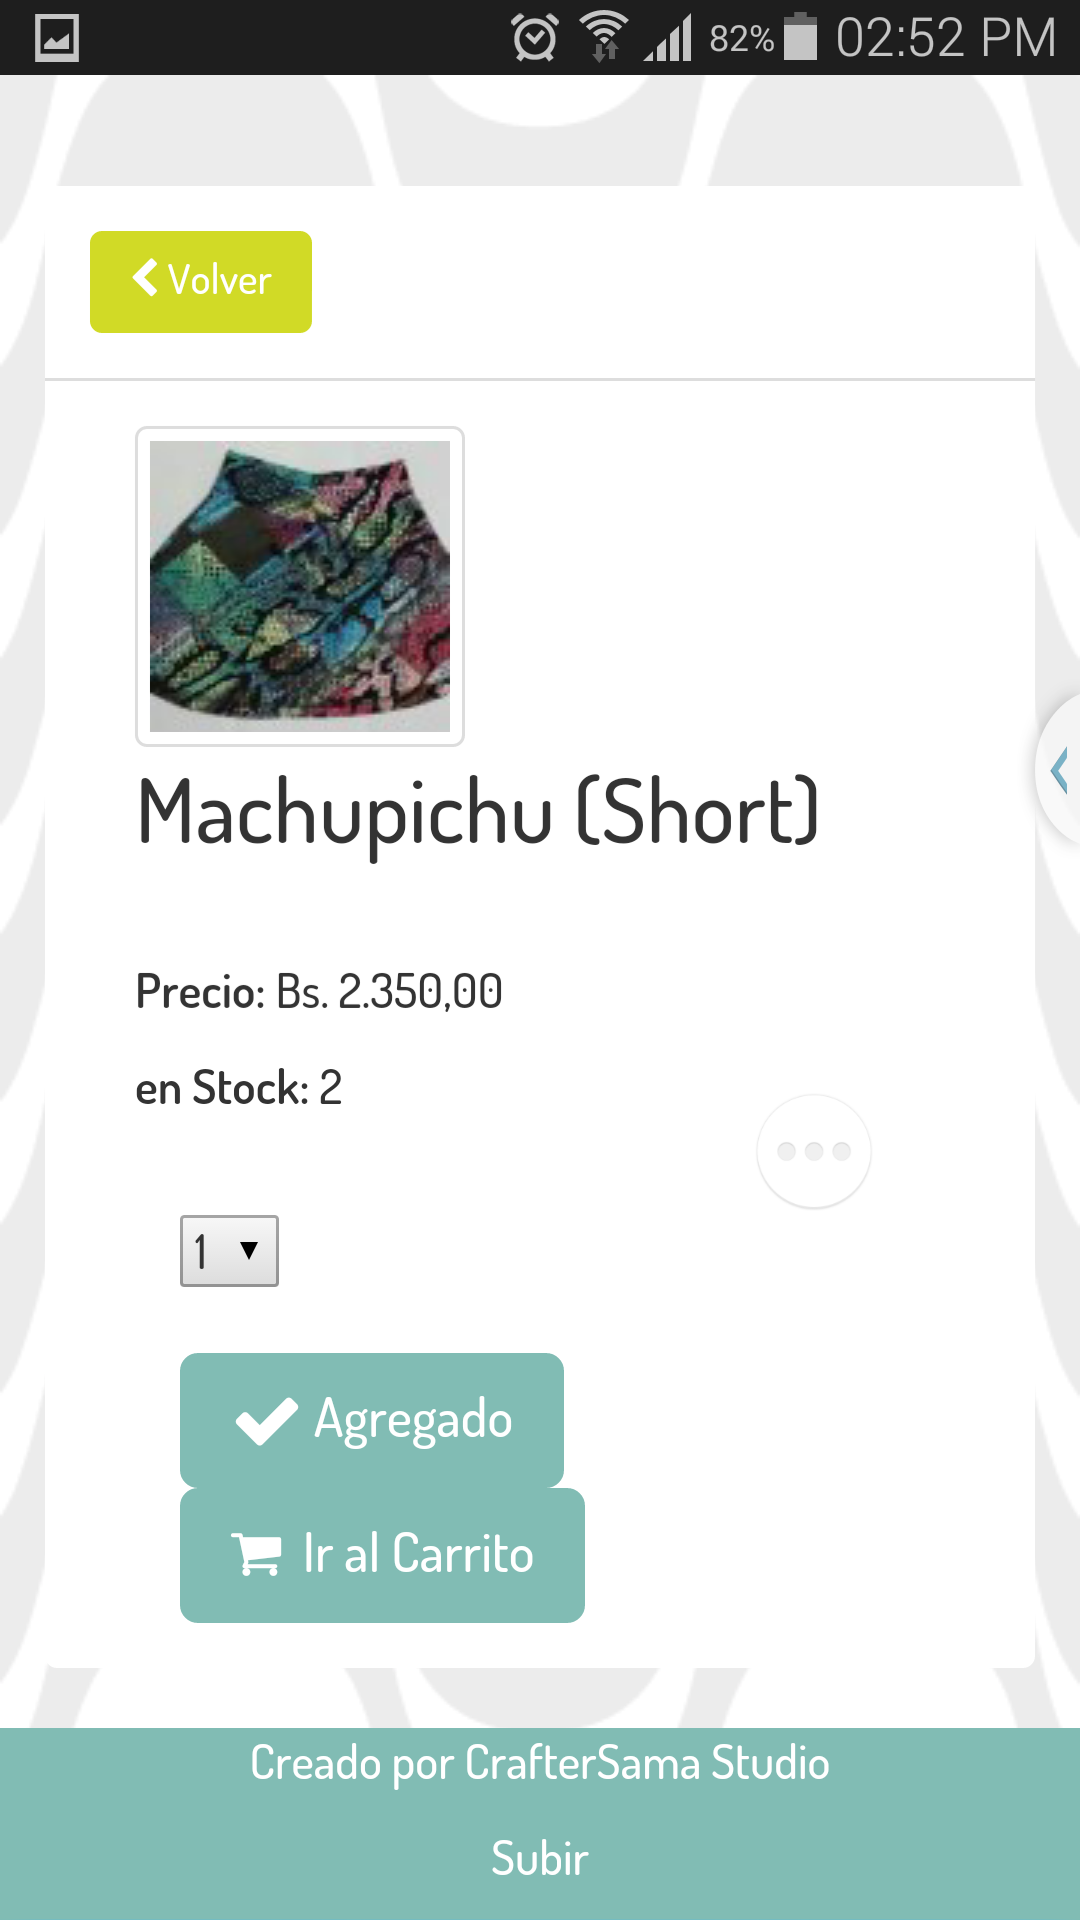 82% 02:52 PM
Volver
Machupichu (Short)
Precio: Bs. 2.350,00
en Stock: 2
1
Agregado
Ir al Carrito
Creado por CrafterSama Studio
Subir